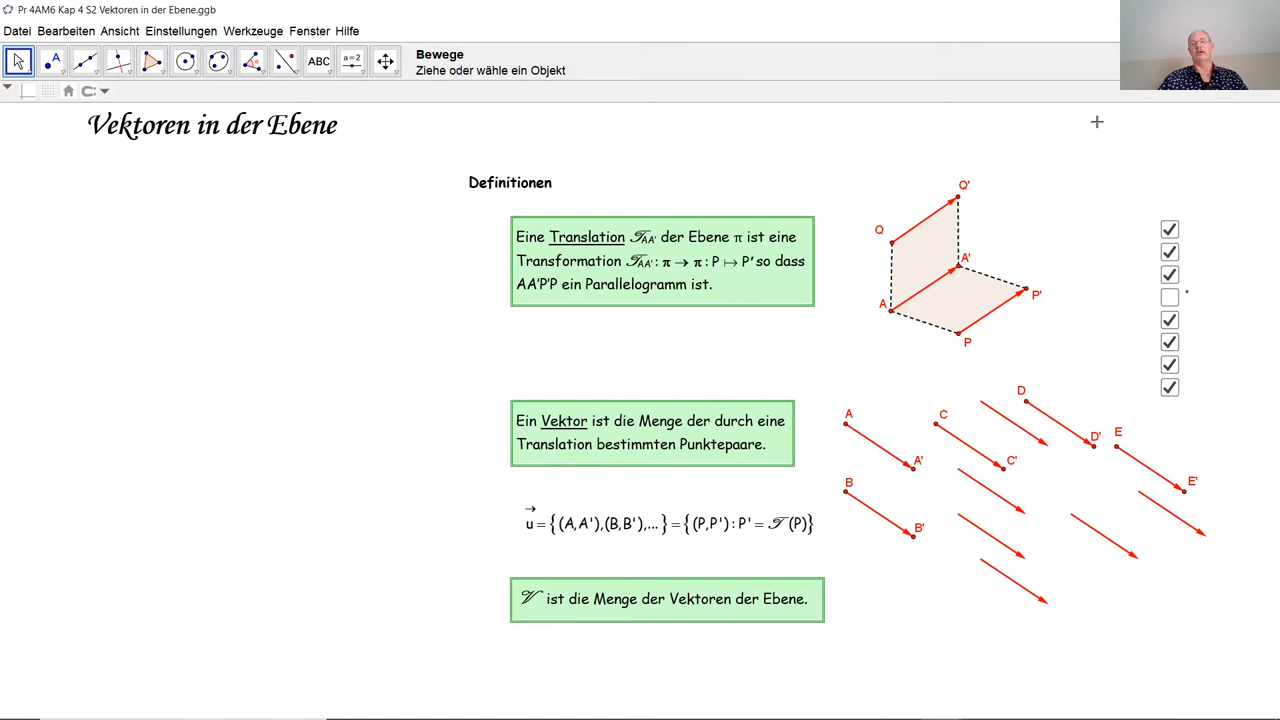 Pr 4AM6 Kap 4 S2 Vektoren in der Ebene.ggb
Datei Bearbeiten Ansicht Einstellungen Werkzeuge Fenster Hilfe
A
ABC
a=2
Bewege
Ziehe oder wähle ein Objekt
Vektoren in der Ebene
Definitionen
Eine Translation 𝒯AA' der Ebene π ist eine
Transformation 𝒯AA' : π → π : P ↦ P' so dass
AA'P'P ein Parallelogramm ist.
Q'
Q
A'
A
P'
P
Ein Vektor ist die Menge der durch eine
Translation bestimmten Punktepaare.
A
C
D
D'
E
A'
C'
B
E'
B'
u⃗ = {(A,A'),(B,B'),...} = {(P,P') : P' = 𝒯(P)}
𝒱 ist die Menge der Vektoren der Ebene.